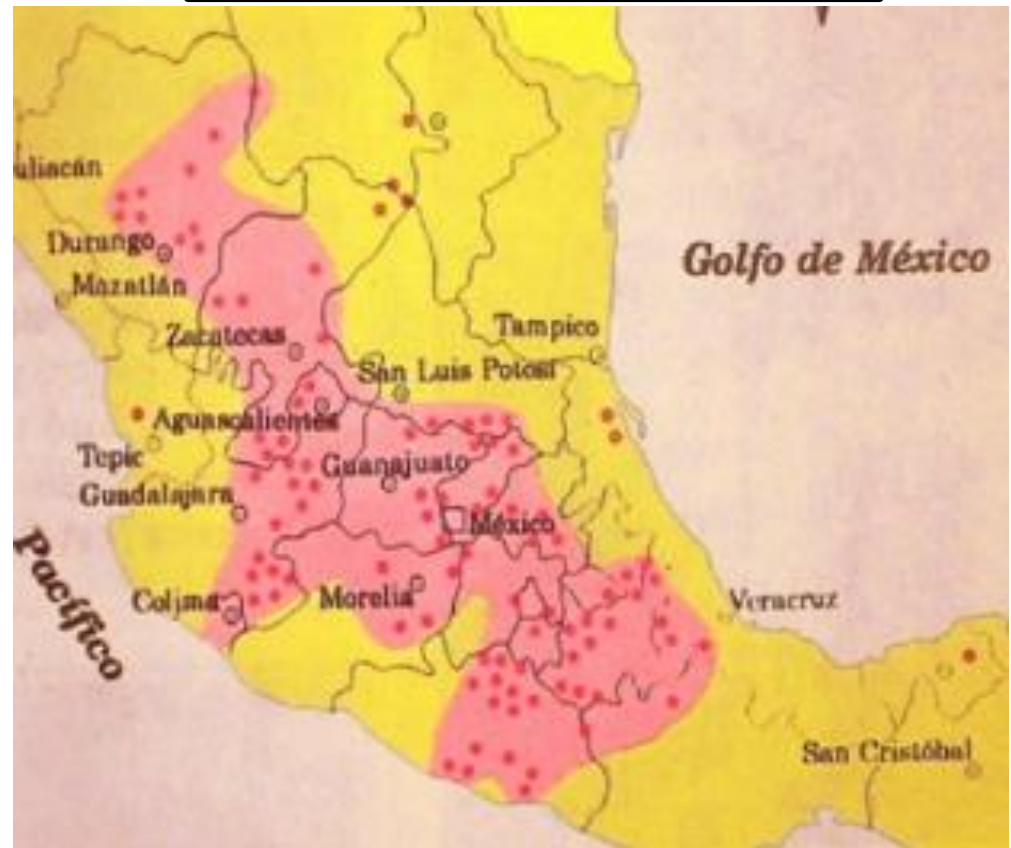 uliacán
Durango
Mazatlán
Golfo de México
Zacatecas
Tampico
San Luis Potosí
Aguascalientes
Tepic
Guanajuato
Guadalajara
México
Pacífico
Colima
Morelia
Veracruz
San Cristóbal